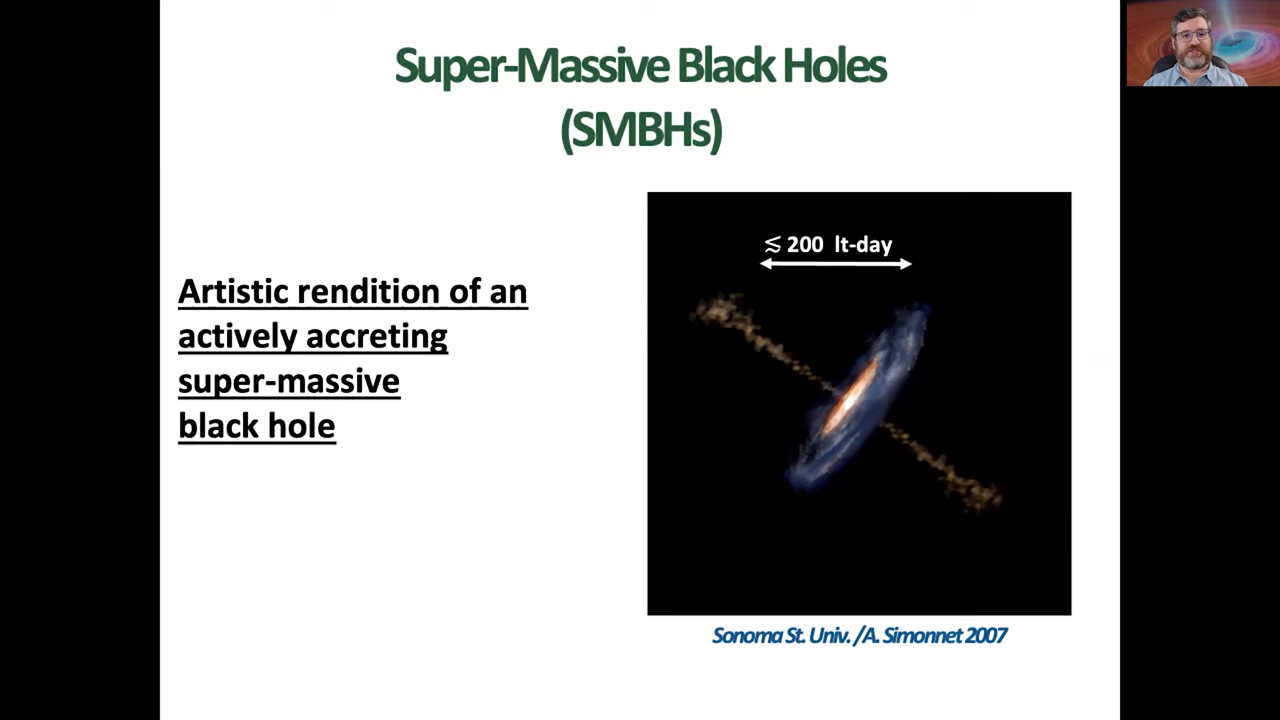 Super-Massive Black Holes
(SMBHs)
≲ 200 lt-day
Artistic rendition of an
actively accreting
super-massive
black hole
Sonoma St. Univ. /A. Simonnet 2007